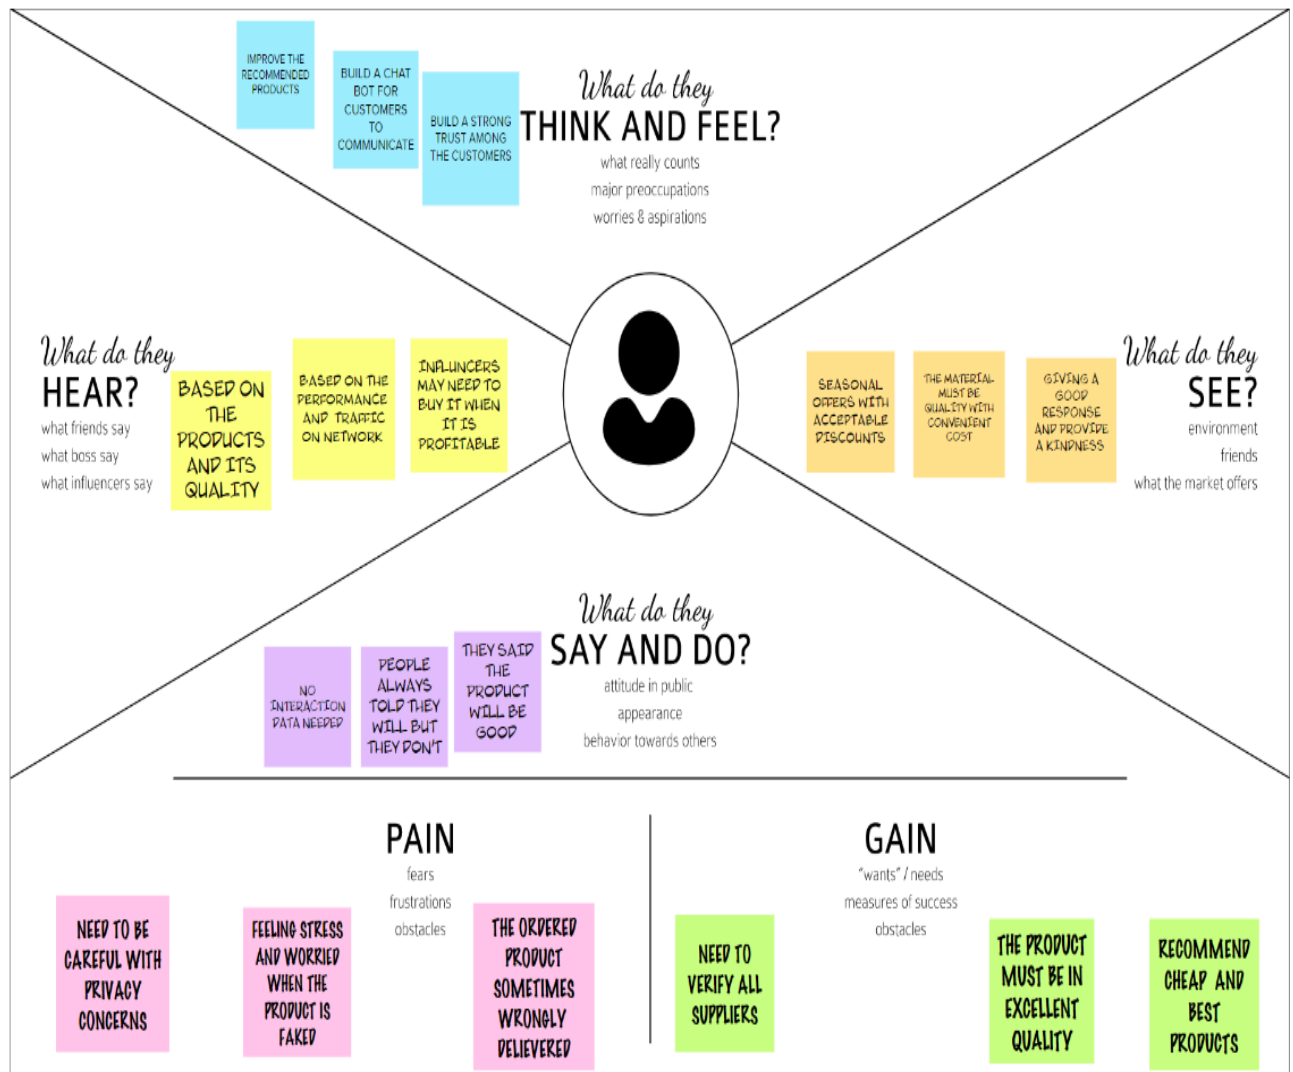 IMPROVE THE
RECOMMENDED
PRODUCTS
BUILD A CHAT
BOT FOR
CUSTOMERS
TO
COMMUNICATE
BUILD A STRONG
TRUST AMONG
THE CUSTOMERS
What do they
THINK AND FEEL?
what really counts
major preoccupations
worries & aspirations
What do they
HEAR?
what friends say
what boss say
what influencers say
BASED ON
THE
PRODUCTS
AND ITS
QUALITY
BASED ON THE
PERFORMANCE
AND TRAFFIC
ON NETWORK
INFLUNCERS
MAY NEED TO
BUY IT WHEN
IT IS
PROFITABLE
SEASONAL
OFFERS WITH
ACCEPTABLE
DISCOUNTS
THE MATERIAL
MUST BE
QUALITY WITH
CONVENIENT
COST
GIVING A
GOOD
RESPONSE
AND PROVIDE
A KINDNESS
What do they
SEE?
environment
friends
what the market offers
What do they
SAY AND DO?
attitude in public
appearance
behavior towards others
NO
INTERACTION
DATA NEEDED
PEOPLE
ALWAYS
TOLD THEY
WILL BUT
THEY DON'T
THEY SAID
THE
PRODUCT
WILL BE
GOOD
PAIN
fears
frustrations
obstacles
NEED TO BE
CAREFUL WITH
PRIVACY
CONCERNS
FEELING STRESS
AND WORRIED
WHEN THE
PRODUCT IS
FAKED
THE ORDERED
PRODUCT
SOMETIMES
WRONGLY
DELIEVERED
GAIN
"wants" / needs
measures of success
obstacles
NEED TO
VERIFY ALL
SUPPLIERS
THE PRODUCT
MUST BE IN
EXCELLENT
QUALITY
RECOMMEND
CHEAP AND
BEST
PRODUCTS